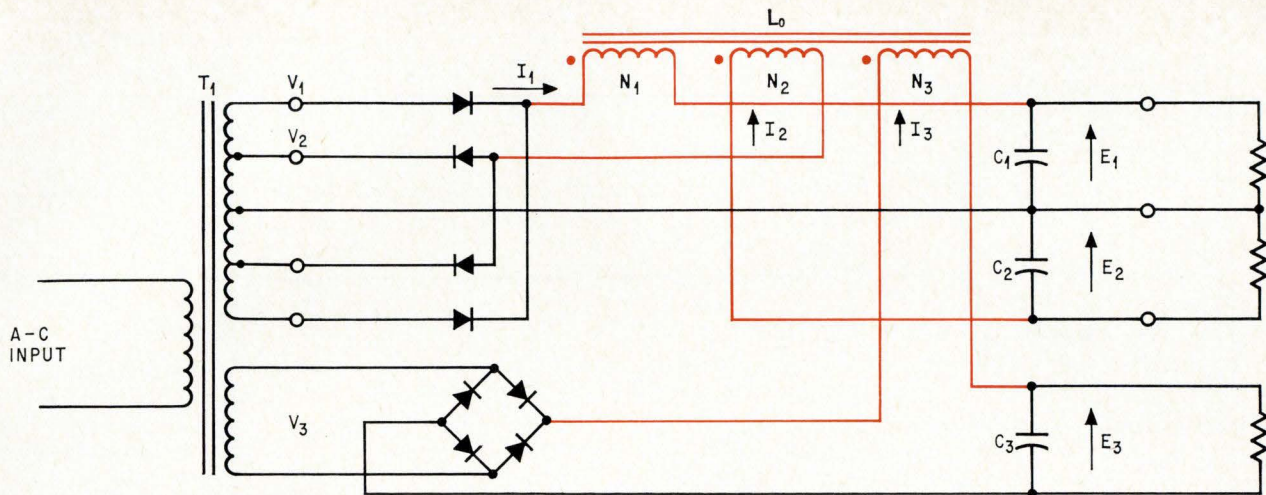 L₀
T₁
V₁
I₁
N₁
N₂
N₃
V₂
I₂
I₃
C₁
E₁
C₂
E₂
A-C
INPUT
V₃
C₃
E₃